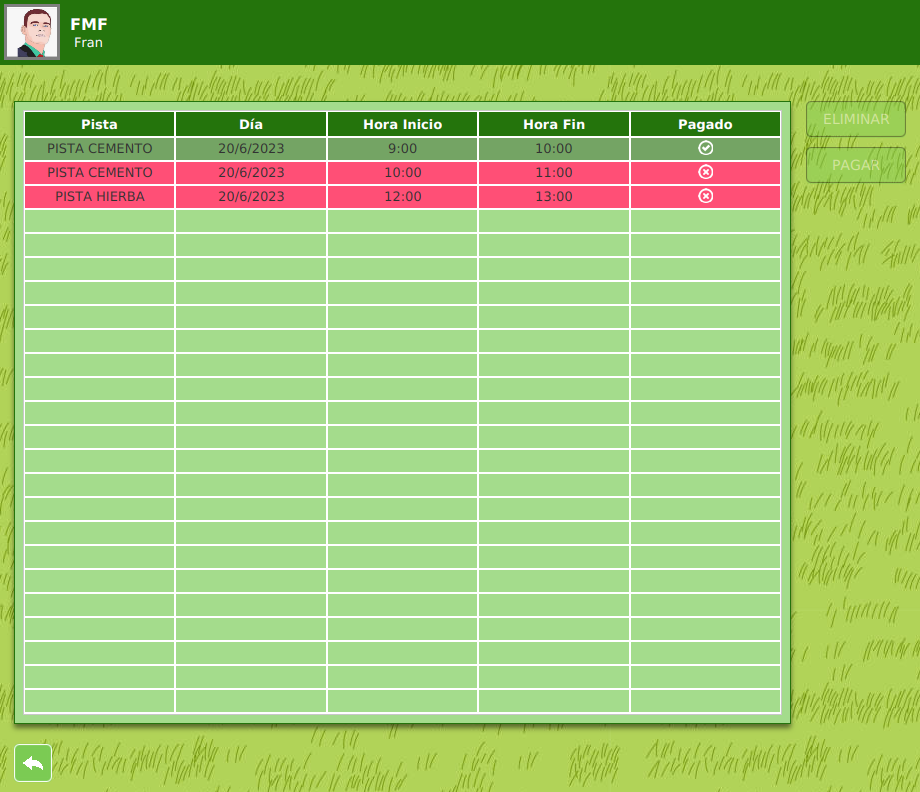 FMF
Fran
Pista Día Hora Inicio Hora Fin Pagado
PISTA CEMENTO 20/6/2023 9:00 10:00
PISTA CEMENTO 20/6/2023 10:00 11:00
PISTA HIERBA 20/6/2023 12:00 13:00
ELIMINAR
PAGAR